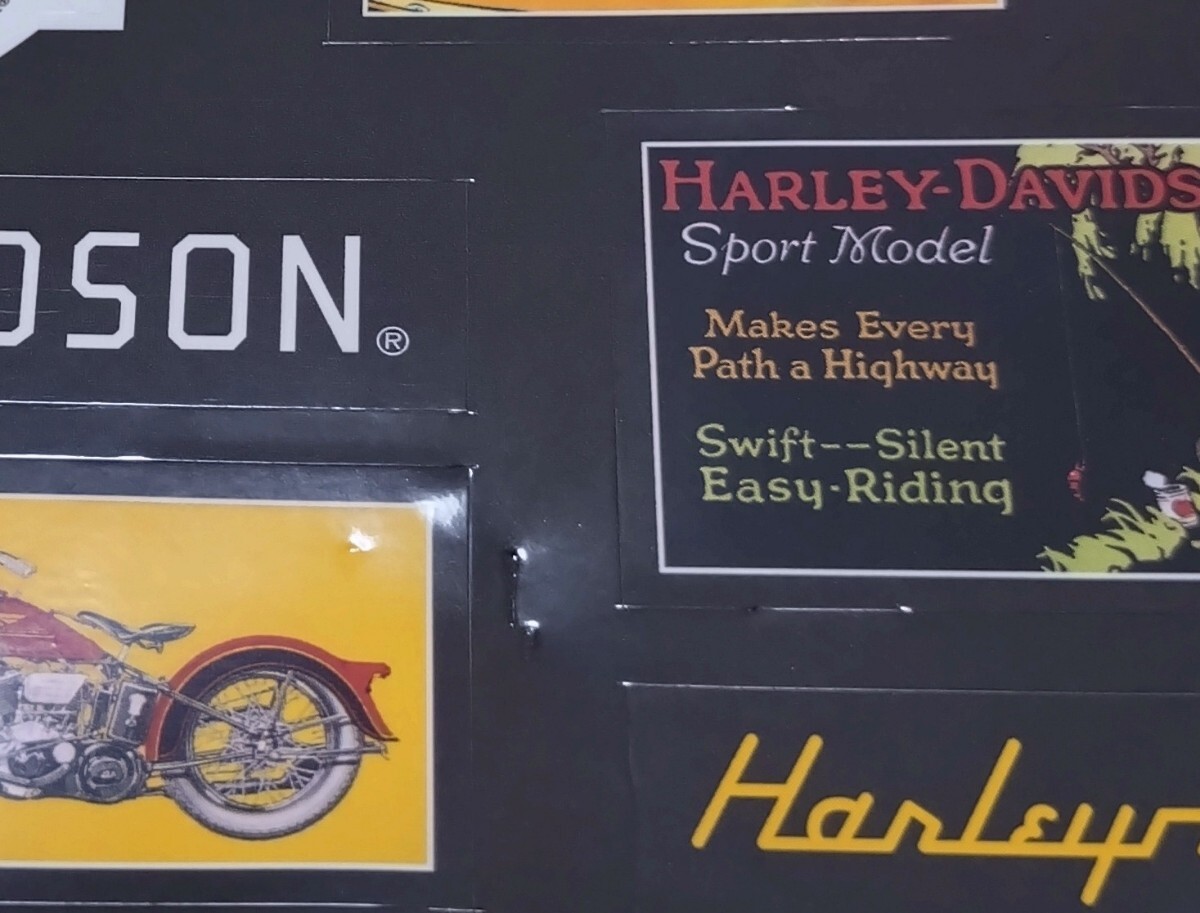 DSON®
HARLEY-DAVIDS
Sport Model
Makes Every
Path a Highway
Swift--Silent
Easy-Riding
Harley